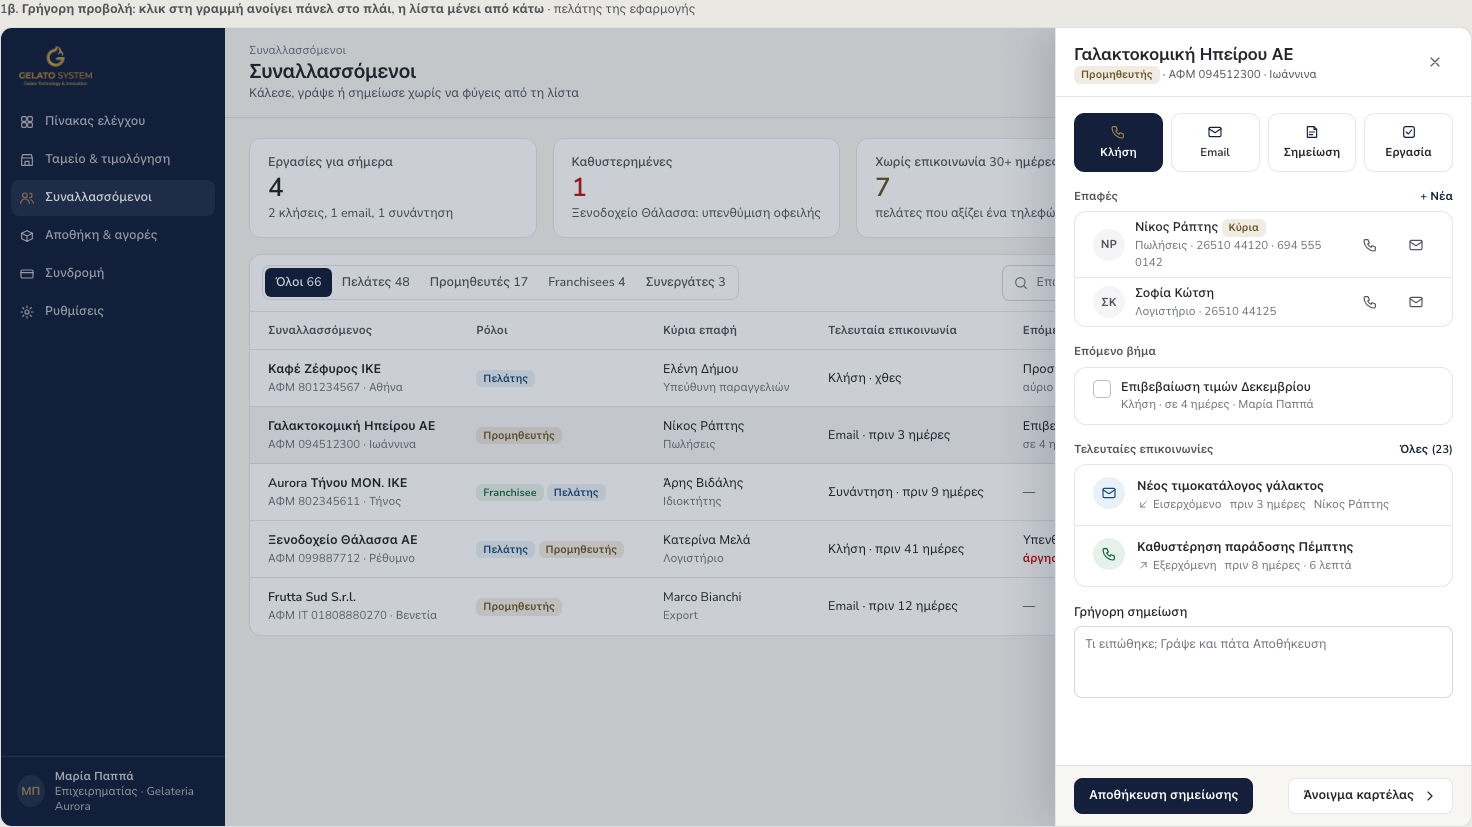 1β. Γρήγορη προβολή: κλικ στη γραμμή ανοίγει πάνελ στο πλάι, η λίστα μένει από κάτω · πελάτης της εφαρμογής
GELATO SYSTEM
Gelato Technology & Innovation
Πίνακας ελέγχου
Ταμείο & τιμολόγηση
Συναλλασσόμενοι
Αποθήκη & αγορές
Συνδρομή
Ρυθμίσεις
ΜΠ
Μαρία Παππά
Επιχειρηματίας · Gelateria
Aurora
Συναλλασσόμενοι
Συναλλασσόμενοι
Κάλεσε, γράψε ή σημείωσε χωρίς να φύγεις από τη λίστα
Εργασίες για σήμερα
4
2 κλήσεις, 1 email, 1 συνάντηση
Καθυστερημένες
1
Ξενοδοχείο Θάλασσα: υπενθύμιση οφειλής
Χωρίς επικοινωνία 30+ ημέρες
7
πελάτες που αξίζει ένα τηλεφώ
Όλοι 66
Πελάτες 48
Προμηθευτές 17
Franchisees 4
Συνεργάτες 3
Επω
Συναλλασσόμενος
Ρόλοι
Κύρια επαφή
Τελευταία επικοινωνία
Επόμε
Καφέ Ζέφυρος ΙΚΕ
ΑΦΜ 801234567 · Αθήνα
Πελάτης
Ελένη Δήμου
Υπεύθυνη παραγγελιών
Κλήση · χθες
Προσ
αύριο
Γαλακτοκομική Ηπείρου ΑΕ
ΑΦΜ 094512300 · Ιωάννινα
Προμηθευτής
Νίκος Ράπτης
Πωλήσεις
Email · πριν 3 ημέρες
Επιβε
σε 4 η
Aurora Τήνου ΜΟΝ. ΙΚΕ
ΑΦΜ 802345611 · Τήνος
Franchisee
Πελάτης
Άρης Βιδάλης
Ιδιοκτήτης
Συνάντηση · πριν 9 ημέρες
—
Ξενοδοχείο Θάλασσα ΑΕ
ΑΦΜ 099887712 · Ρέθυμνο
Πελάτης
Προμηθευτής
Κατερίνα Μελά
Λογιστήριο
Κλήση · πριν 41 ημέρες
Υπενθ
άργησ
Frutta Sud S.r.l.
ΑΦΜ IT 01808880270 · Βενετία
Προμηθευτής
Marco Bianchi
Export
Email · πριν 12 ημέρες
—
Γαλακτοκομική Ηπείρου ΑΕ
Προμηθευτής · ΑΦΜ 094512300 · Ιωάννινα
Κλήση
Email
Σημείωση
Εργασία
Επαφές
+ Νέα
ΝΡ
Νίκος Ράπτης Κύρια
Πωλήσεις · 26510 44120 · 694 555
0142
ΣΚ
Σοφία Κώτση
Λογιστήριο · 26510 44125
Επόμενο βήμα
Επιβεβαίωση τιμών Δεκεμβρίου
Κλήση · σε 4 ημέρες · Μαρία Παππά
Τελευταίες επικοινωνίες
Όλες (23)
Νέος τιμοκατάλογος γάλακτος
↙ Εισερχόμενο πριν 3 ημέρες Νίκος Ράπτης
Καθυστέρηση παράδοσης Πέμπτης
↗ Εξερχόμενη πριν 8 ημέρες · 6 λεπτά
Γρήγορη σημείωση
Τι ειπώθηκε; Γράψε και πάτα Αποθήκευση
Αποθήκευση σημείωσης
Άνοιγμα καρτέλας